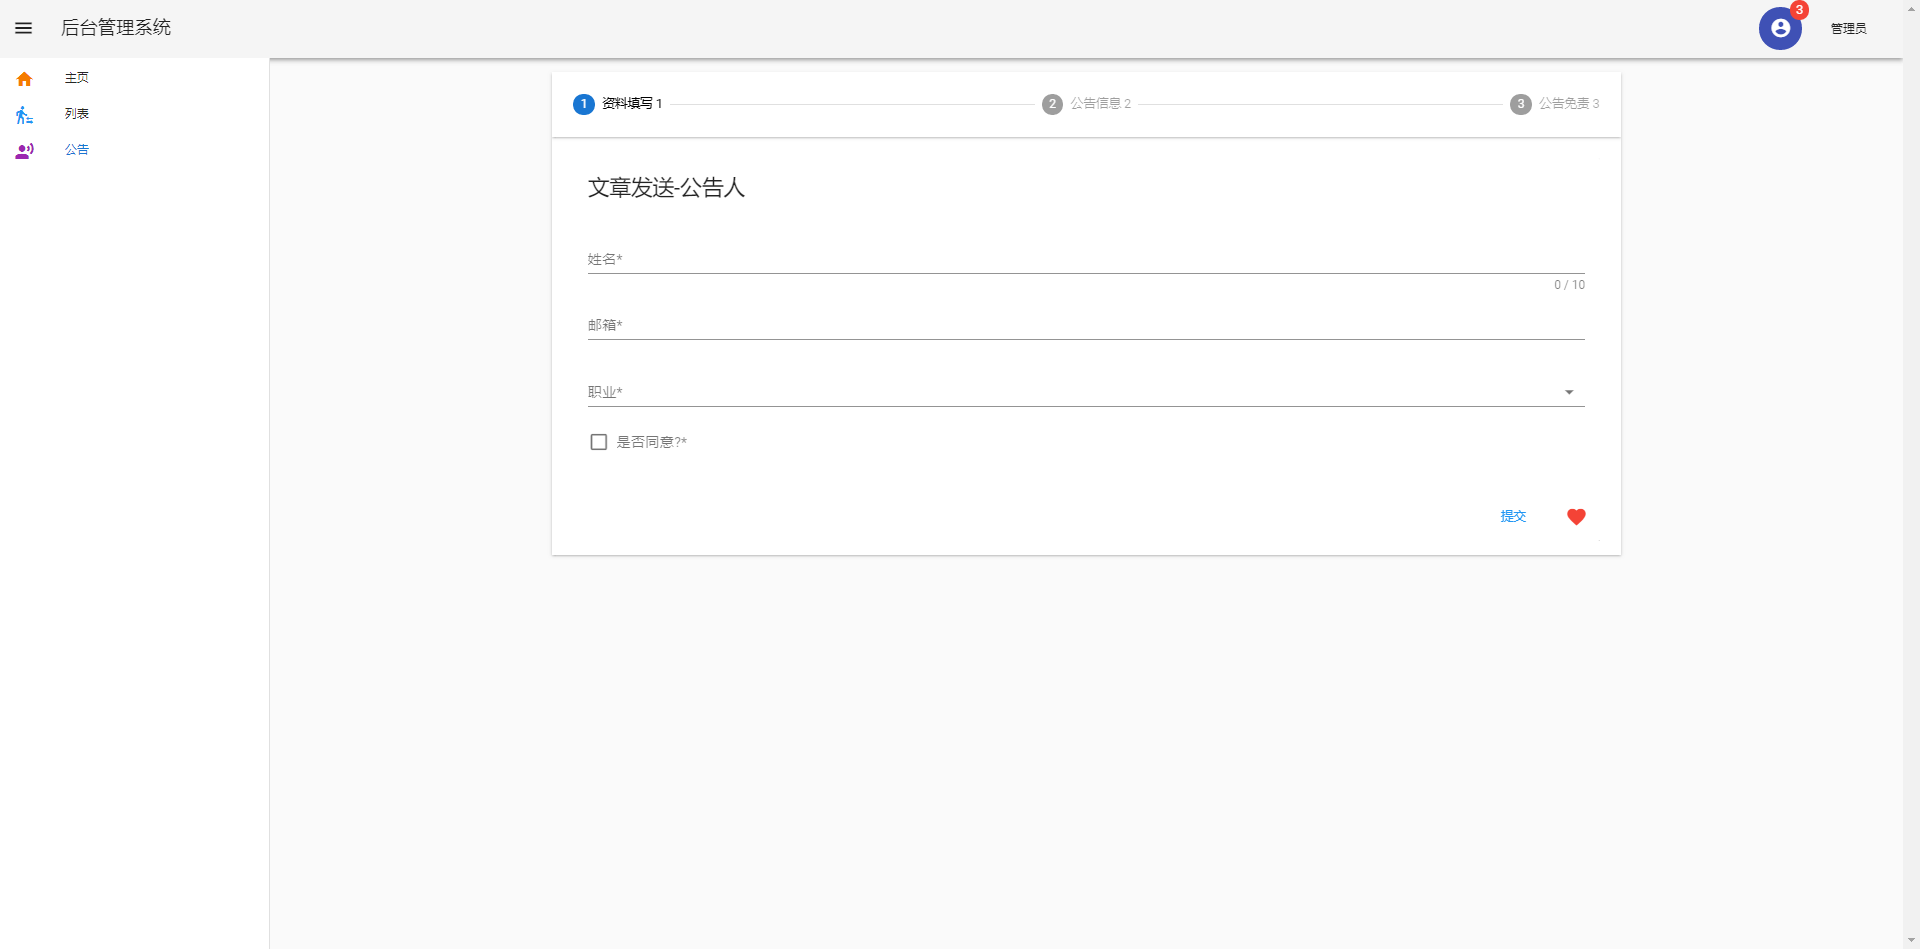 后台管理系统
3
管理员
主页
列表
公告
1 资料填写 1
2 公告信息 2
3 公告免责 3
文章发送-公告人
姓名*
0 / 10
邮箱*
职业*
是否同意?*
提交